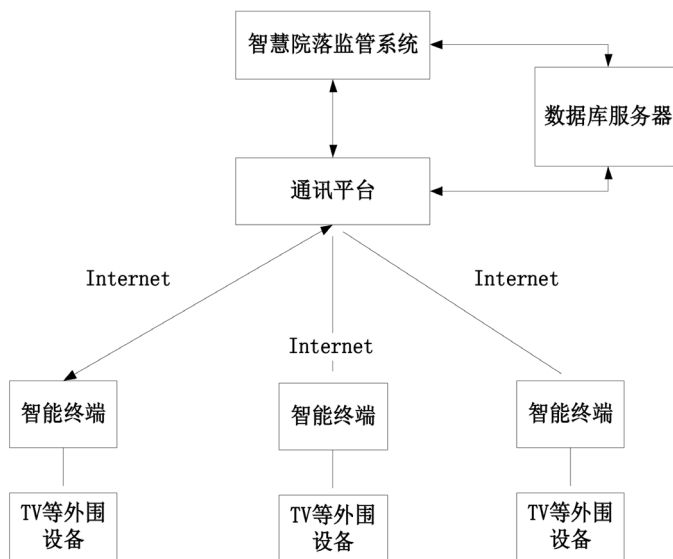 智慧院落监管系统
数据库服务器
通讯平台
Internet
Internet
Internet
智能终端
智能终端
智能终端
TV等外围
设备
TV等外围
设备
TV等外围
设备